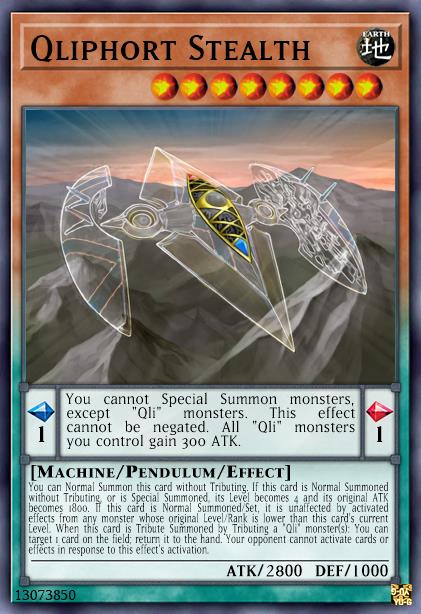 Qliphort Stealth
EARTH
地
You cannot Special Summon monsters,
except "Qli" monsters. This effect
cannot be negated. All "Qli" monsters
you control gain 300 ATK.
1
1
[Machine/Pendulum/Effect]
You can Normal Summon this card without Tributing. If this card is Normal Summoned
without Tributing, or is Special Summoned, its Level becomes 4 and its original ATK
becomes 1800. If this card is Normal Summoned/Set, it is unaffected by activated
effects from any monster whose original Level/Rank is lower than this card's current
Level. When this card is Tribute Summoned by Tributing a "Qli" monster(s): You can
target 1 card on the field; return it to the hand. Your opponent cannot activate cards or
effects in response to this effect's activation.
ATK/2800 DEF/1000
13073850